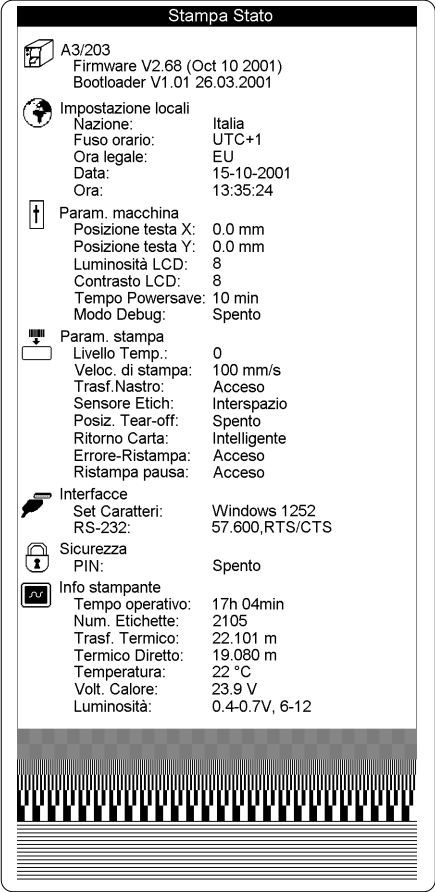 Stampa Stato
A3/203
Firmware V2.68 (Oct 10 2001)
Bootloader V1.01 26.03.2001
Impostazione locali
Nazione: Italia
Fuso orario: UTC+1
Ora legale: EU
Data: 15-10-2001
Ora: 13:35:24
Param. macchina
Posizione testa X: 0.0 mm
Posizione testa Y: 0.0 mm
Luminosità LCD: 8
Contrasto LCD: 8
Tempo Powersave: 10 min
Modo Debug: Spento
Param. stampa
Livello Temp.: 0
Veloc. di stampa: 100 mm/s
Trasf.Nastro: Acceso
Sensore Etich: Interspazio
Posiz. Tear-off: Spento
Ritorno Carta: Intelligente
Errore-Ristampa: Acceso
Ristampa pausa: Acceso
Interfacce
Set Caratteri: Windows 1252
RS-232: 57.600,RTS/CTS
Sicurezza
PIN: Spento
Info stampante
Tempo operativo: 17h 04min
Num. Etichette: 2105
Trasf. Termico: 22.101 m
Termico Diretto: 19.080 m
Temperatura: 22 °C
Volt. Calore: 23.9 V
Luminosità: 0.4-0.7V, 6-12